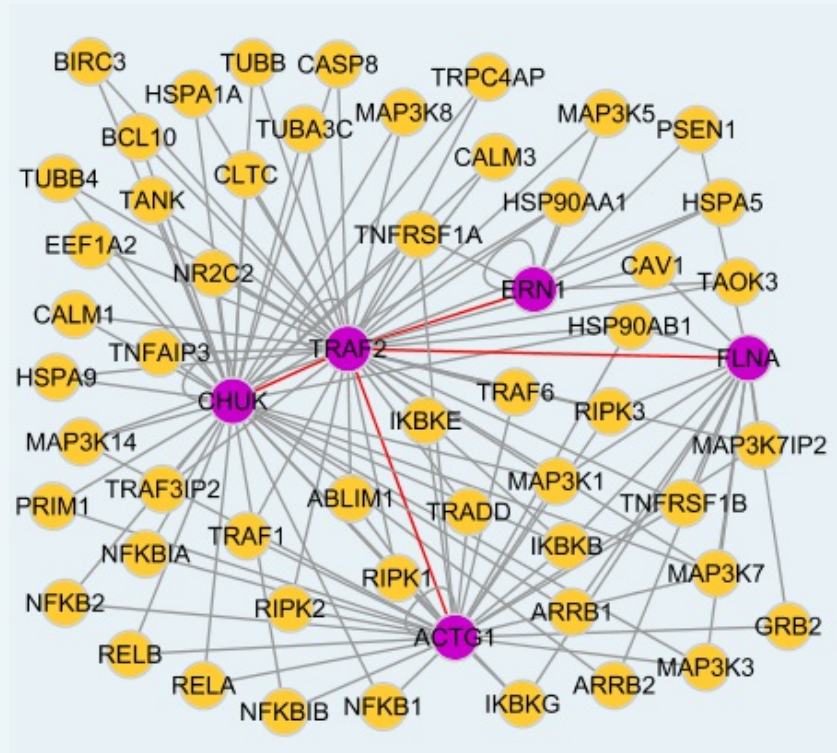 BIRC3
TUBB
CASP8
TRPC4AP
HSPA1A
MAP3K8
MAP3K5
PSEN1
BCL10
TUBA3C
CALM3
TUBB4
CLTC
TANK
HSP90AA1
HSPA5
EEF1A2
TNFRSF1A
NR2C2
CAV1
TAOK3
ERN1
CALM1
HSP90AB1
TNFAIP3
TRAF2
FLNA
HSPA9
CHUK
TRAF6
RIPK3
IKBKE
MAP3K14
MAP3K7IP2
MAP3K1
PRIM1
TRAF3IP2
ABLIM1
TRADD
TNFRSF1B
TRAF1
IKBKB
NFKBIA
RIPK1
MAP3K7
NFKB2
RIPK2
ARRB1
GRB2
ACTG1
RELB
MAP3K3
RELA
ARRB2
NFKBIB
NFKB1
IKBKG